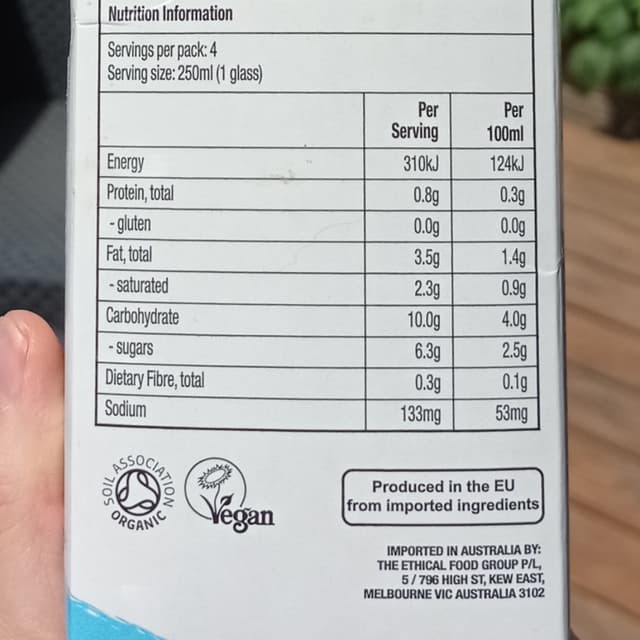 Nutrition Information
Servings per pack: 4
Serving size: 250ml (1 glass)
Per Serving Per 100ml
Energy 310kJ 124kJ
Protein, total 0.8g 0.3g
- gluten 0.0g 0.0g
Fat, total 3.5g 1.4g
- saturated 2.3g 0.9g
Carbohydrate 10.0g 4.0g
- sugars 6.3g 2.5g
Dietary Fibre, total 0.3g 0.1g
Sodium 133mg 53mg
SOIL ASSOCIATION
ORGANIC
Vegan
Produced in the EU
from imported ingredients
IMPORTED IN AUSTRALIA BY:
THE ETHICAL FOOD GROUP P/L,
5 / 796 HIGH ST, KEW EAST,
MELBOURNE VIC AUSTRALIA 3102